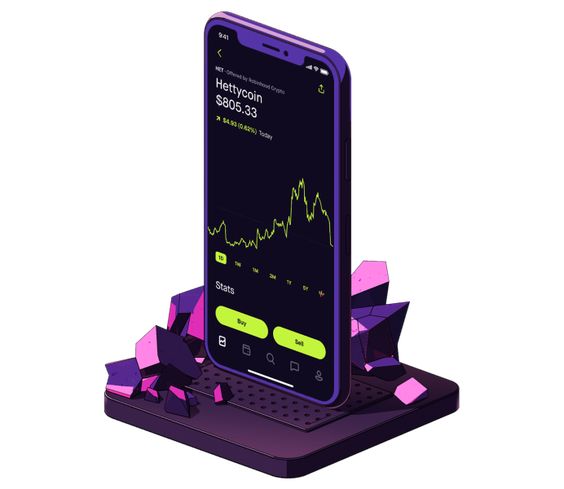 9:41
HET · Offered by Robinhood Crypto
Hettycoin
$805.33
$4.93 (0.62%) Today
1D 1W 1M 3M 1Y 5Y
Stats
Buy Sell